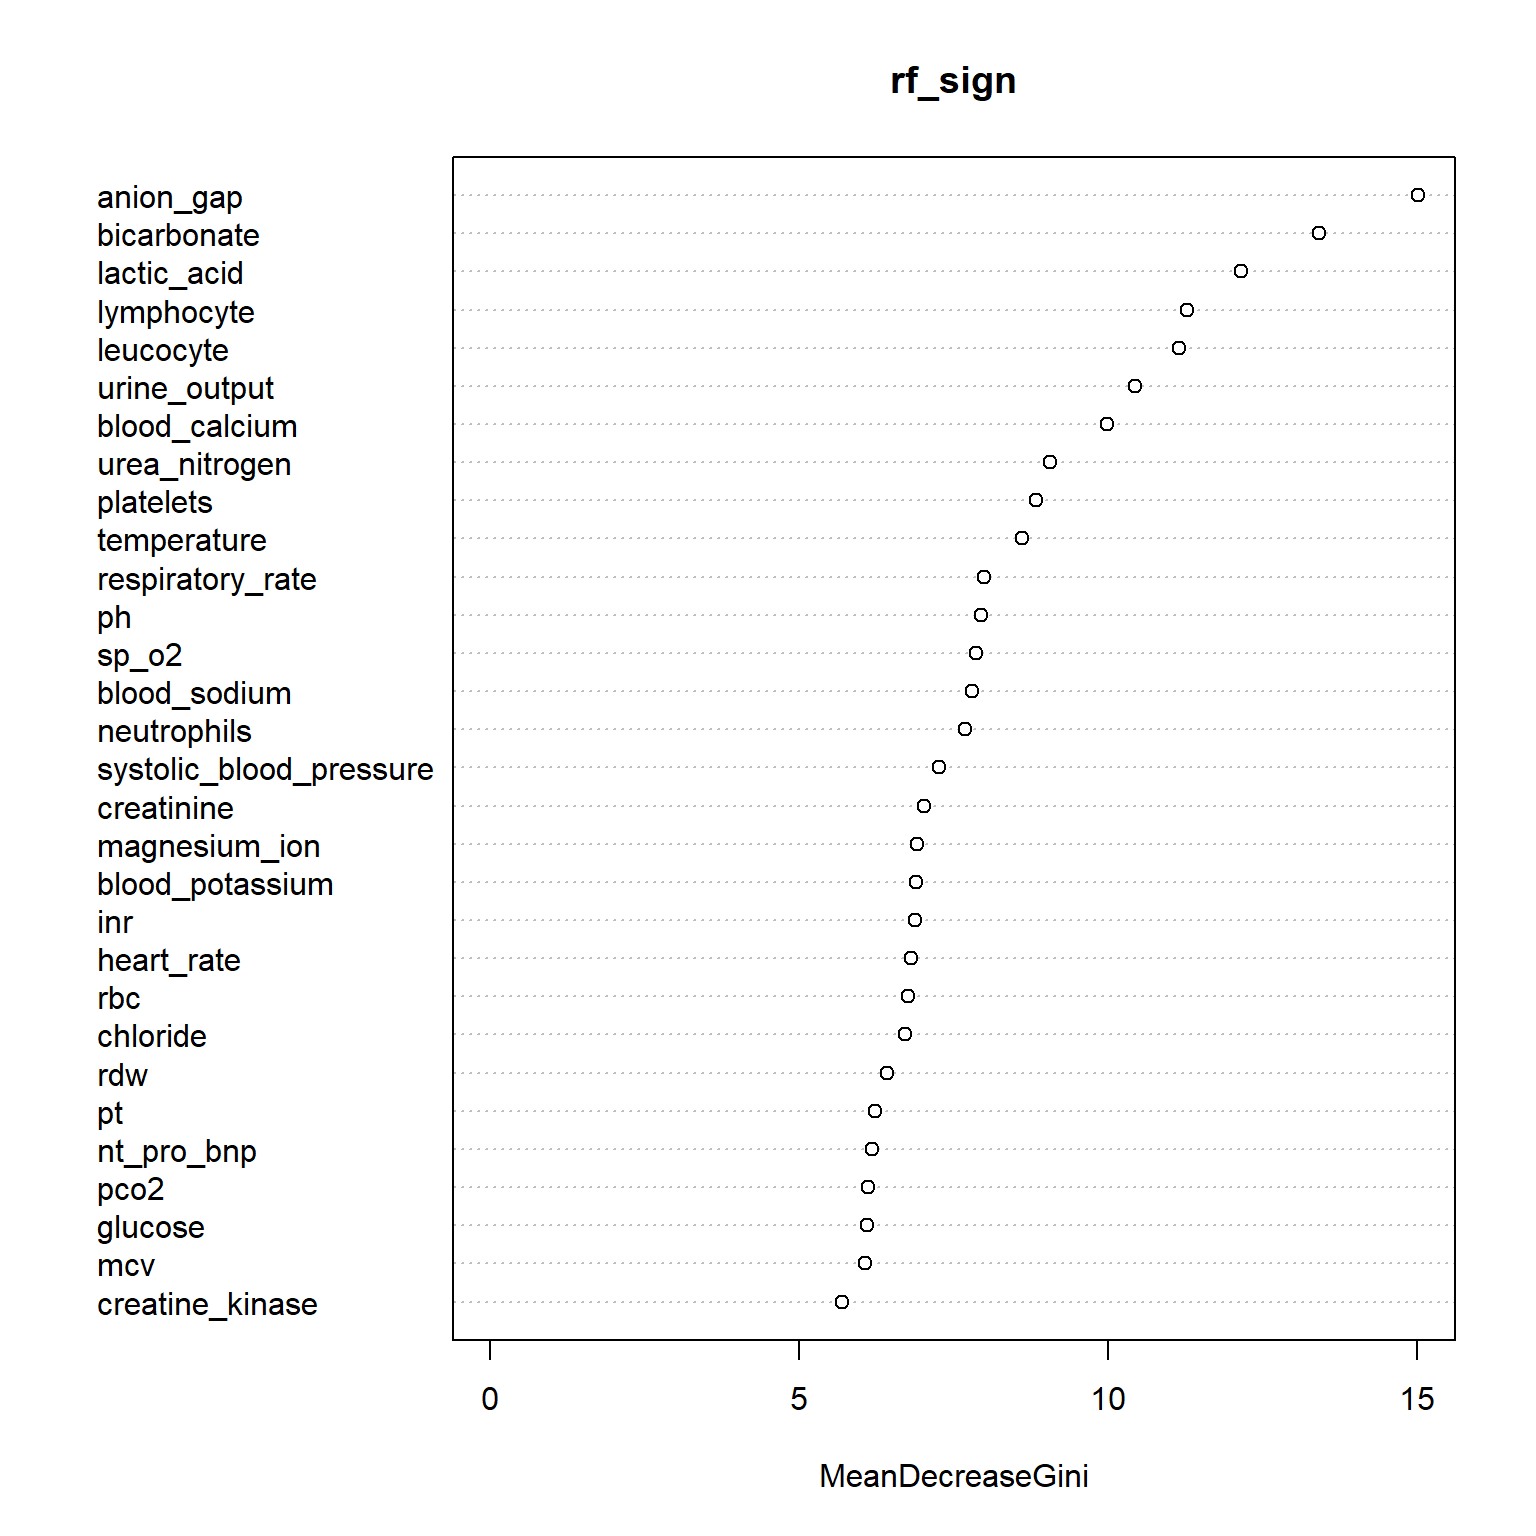 rf_sign
anion_gap
bicarbonate
lactic_acid
lymphocyte
leucocyte
urine_output
blood_calcium
urea_nitrogen
platelets
temperature
respiratory_rate
ph
sp_o2
blood_sodium
neutrophils
systolic_blood_pressure
creatinine
magnesium_ion
blood_potassium
inr
heart_rate
rbc
chloride
rdw
pt
nt_pro_bnp
pco2
glucose
mcv
creatine_kinase
0 5 10 15
MeanDecreaseGini